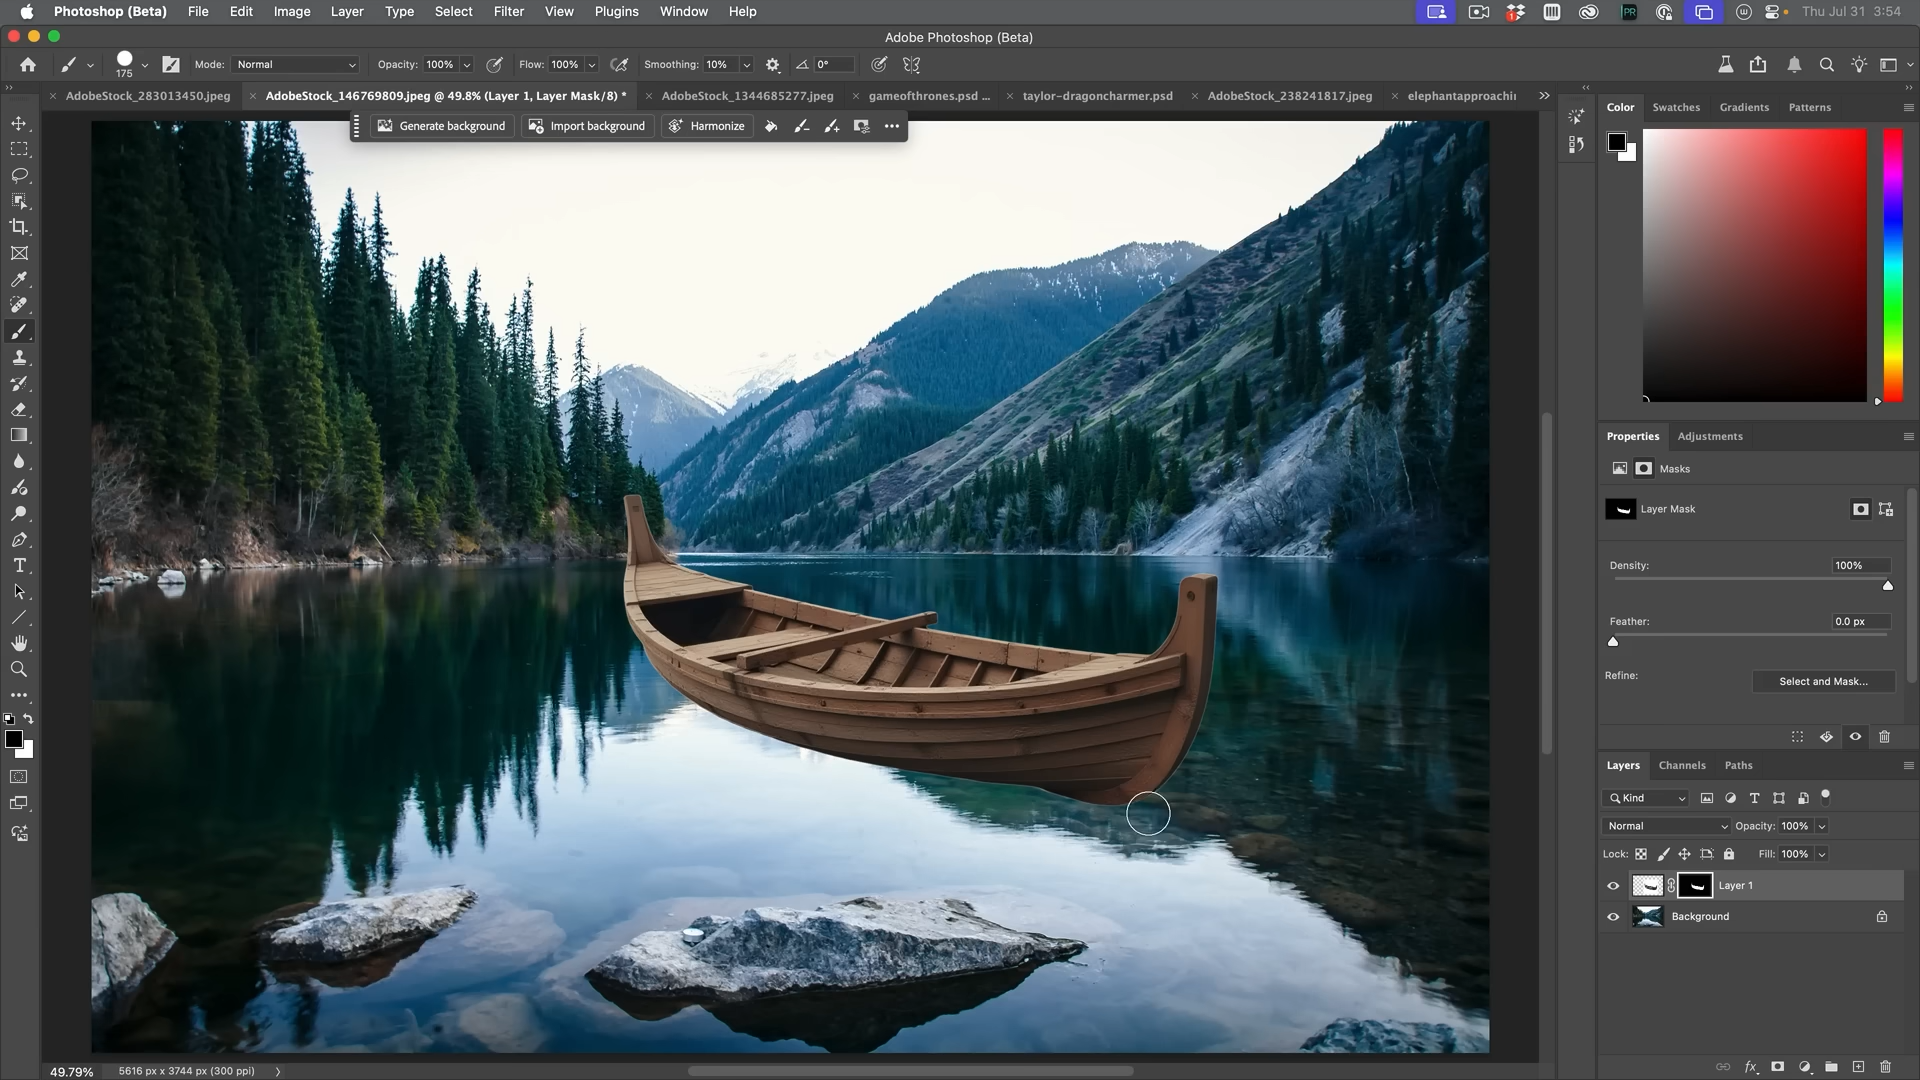 Photoshop (Beta) File Edit Image Layer Type Select Filter View Plugins Window Help Thu Jul 31 3:54
Adobe Photoshop (Beta)
175 Mode: Normal Opacity: 100% Flow: 100% Smoothing: 10% 0°
AdobeStock_283013450.jpeg AdobeStock_146769809.jpeg @ 49.8% (Layer 1, Layer Mask/8) * AdobeStock_1344685277.jpeg gameofthrones.psd ... taylor-dragoncharmer.psd AdobeStock_238241817.jpeg elephantapproachin
Generate background Import background Harmonize
Color Swatches Gradients Patterns
Properties Adjustments
Masks
Layer Mask
Density: 100%
Feather: 0.0 px
Refine: Select and Mask...
Layers Channels Paths
Kind
Normal Opacity: 100%
Lock: Fill: 100%
Layer 1
Background
49.79% 5616 px x 3744 px (300 ppi)